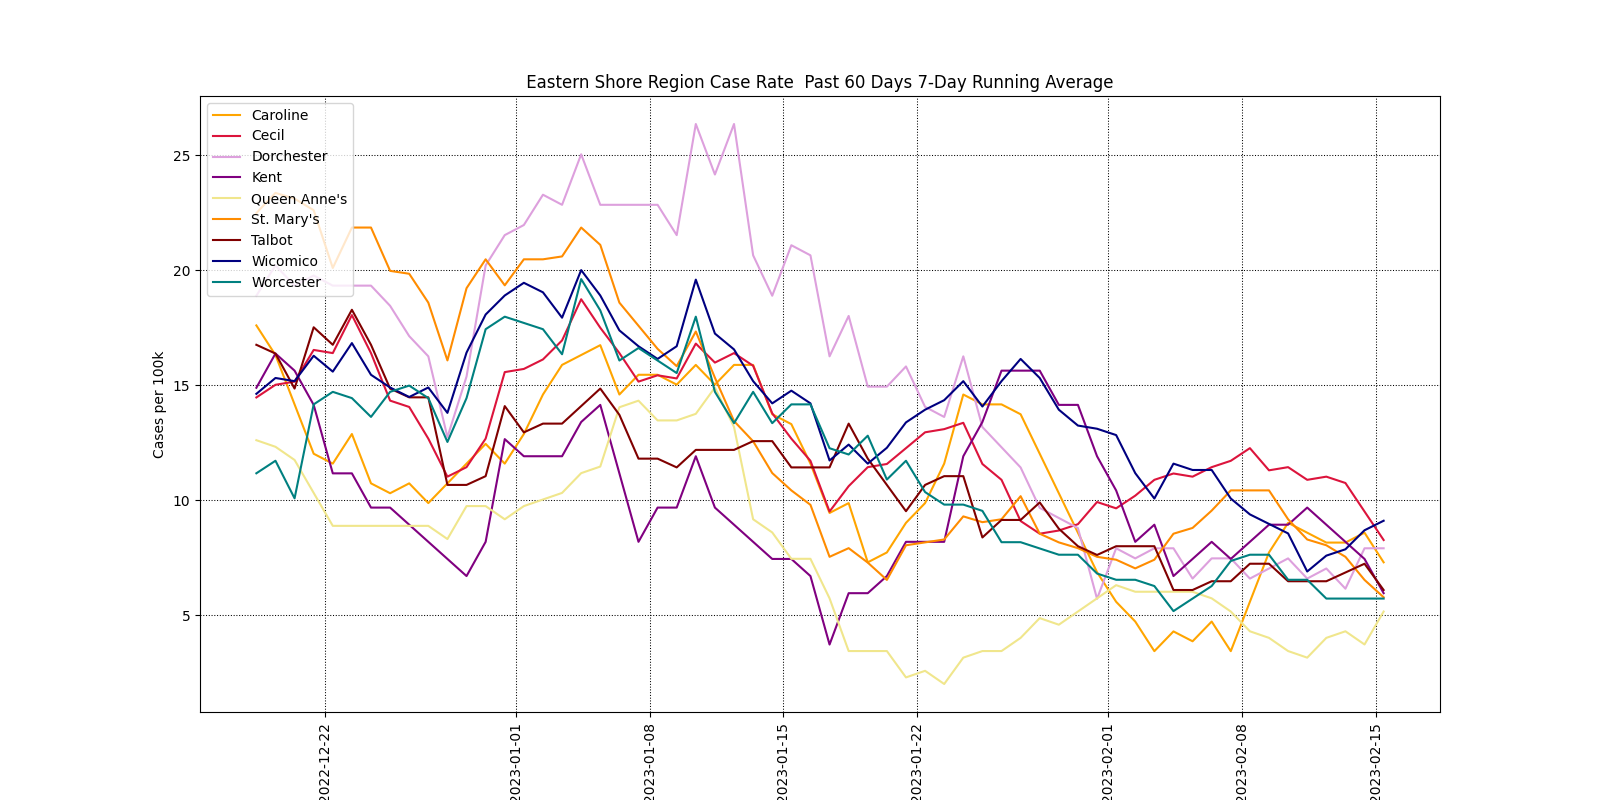 Eastern Shore Region Case Rate  Past 60 Days 7-Day Running Average
Caroline
Cecil
Dorchester
Kent
Queen Anne's
St. Mary's
Talbot
Wicomico
Worcester
Cases per 100k
25
20
15
10
5
2022-12-22
2023-01-01
2023-01-08
2023-01-15
2023-01-22
2023-02-01
2023-02-08
2023-02-15